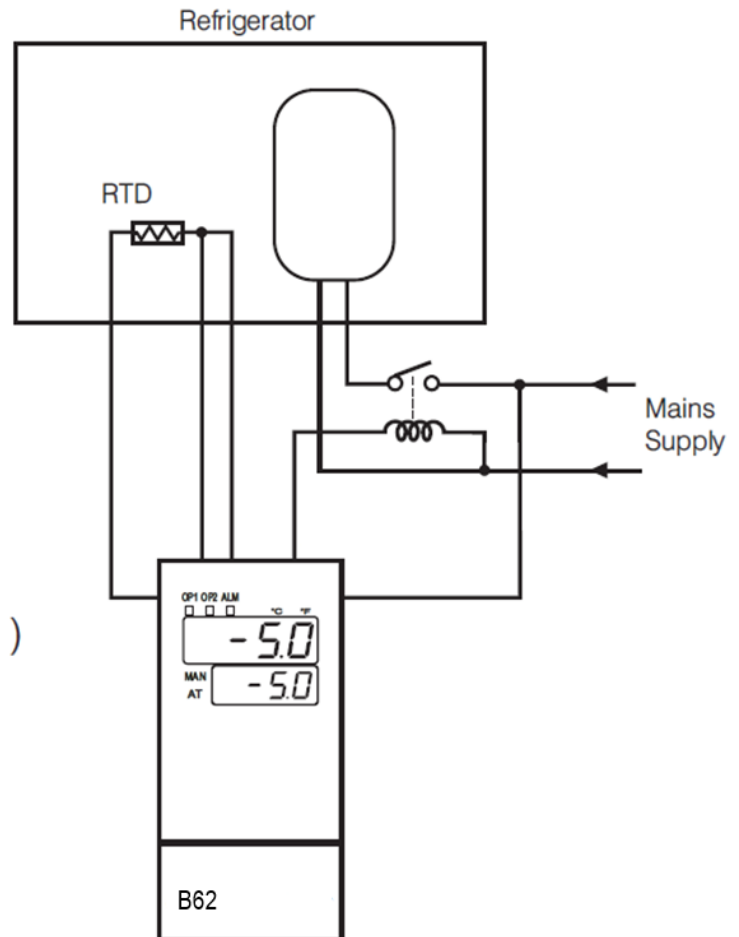 Refrigerator
RTD
Mains
Supply
OP1 OP2 ALM
°C °F
- 5.0
MAN
AT
- 5.0
)
B62